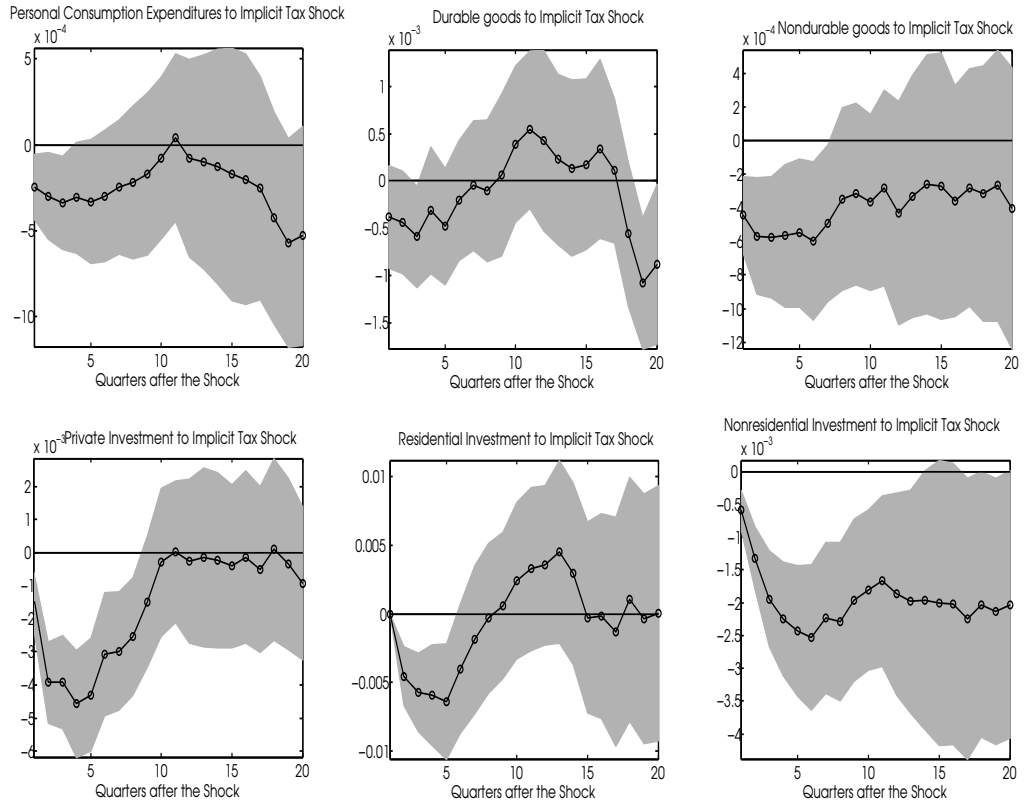 Personal Consumption Expenditures to Implicit Tax Shock
x 10⁻⁴
5
0
−5
−10
5 10 15 20
Quarters after the Shock
Durable goods to Implicit Tax Shock
x 10⁻³
1
0.5
0
−0.5
−1
−1.5
5 10 15 20
Quarters after the Shock
Nondurable goods to Implicit Tax Shock
x 10⁻⁴
4
2
0
−2
−4
−6
−8
−10
−12
5 10 15 20
Quarters after the Shock
Private Investment to Implicit Tax Shock
x 10⁻³
2
1
0
−1
−2
−3
−4
−5
−6
5 10 15 20
Quarters after the Shock
Residential Investment to Implicit Tax Shock
0.01
0.005
0
−0.005
−0.01
5 10 15 20
Quarters after the Shock
Nonresidential Investment to Implicit Tax Shock
x 10⁻³
0
−0.5
−1
−1.5
−2
−2.5
−3
−3.5
−4
5 10 15 20
Quarters after the Shock